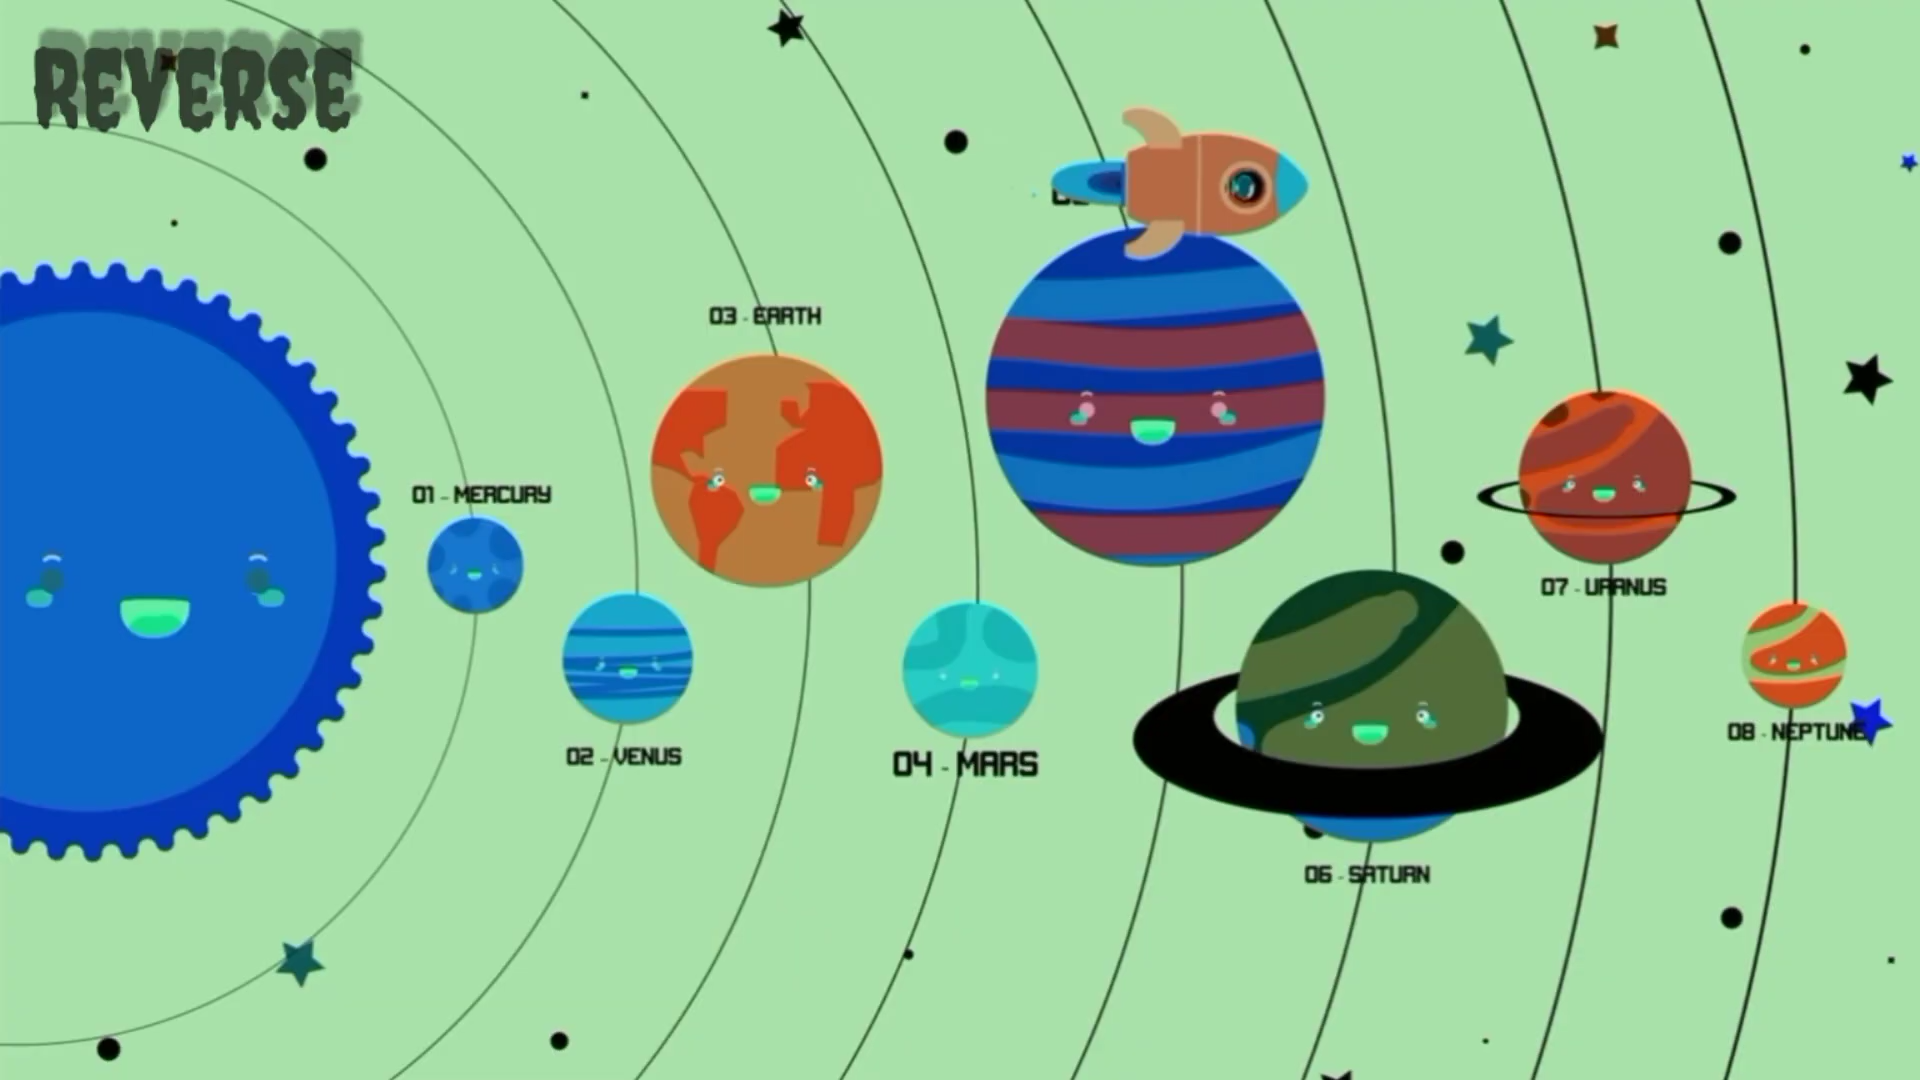 REVERSE
03 - EARTH
01 - MERCURY
07 - URANUS
08 - NEPTUNE
02 - VENUS
04 - MARS
06 - SATURN